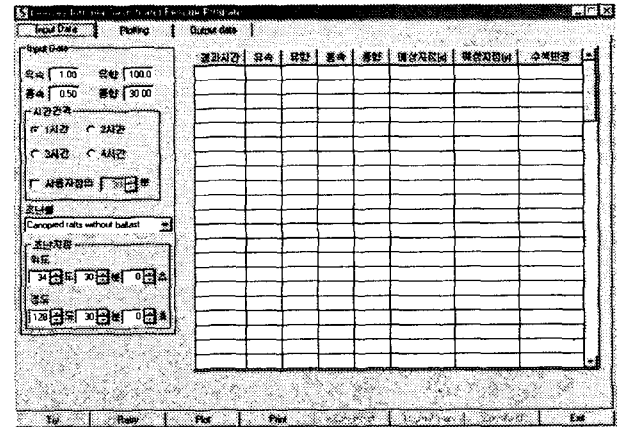 Input Data Plotting Output data
Input Data
유속 1.00 유향 100.0
풍속 0.50 풍향 30.00
시간간격
1시간 2시간
3시간 4시간
사용자정의 30 분
조난물
Canopied rafts without ballast
조난지점
위도
34 도 30 분 0 초
경도
128 도 30 분 0 초
경과시간 유속 유향 풍속 풍향 예상지점(x) 예상지점(y) 수색반경
Try Retry Plot Print Exit